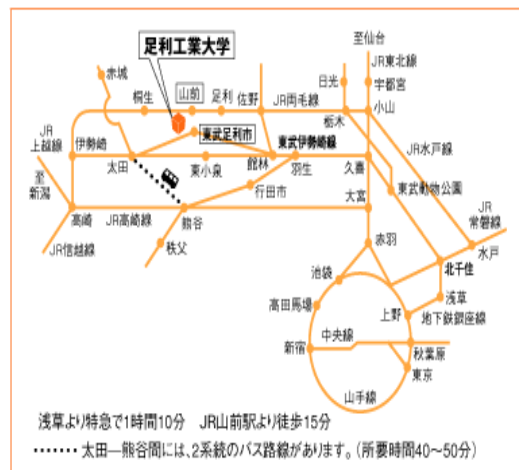 至仙台
足利工業大学
JR東北線
赤城
日光
宇都宮
桐生
山前
足利
佐野
JR両毛線
栃木
小山
JR
上越線
伊勢崎
東武足利市
東武伊勢崎線
JR水戸線
太田
東小泉
館林
羽生
久喜
至
新潟
行田市
大宮
東武動物公園
高崎
JR高崎線
熊谷
JR
常磐線
JR信越線
秩父
赤羽
水戸
池袋
北千住
高田馬場
浅草
上野
地下鉄銀座線
新宿
中央線
秋葉原
東京
山手線
浅草より特急で1時間10分 JR山前駅より徒歩15分
・・・・・・・太田―熊谷間には、2系統のバス路線があります。(所要時間40～50分)